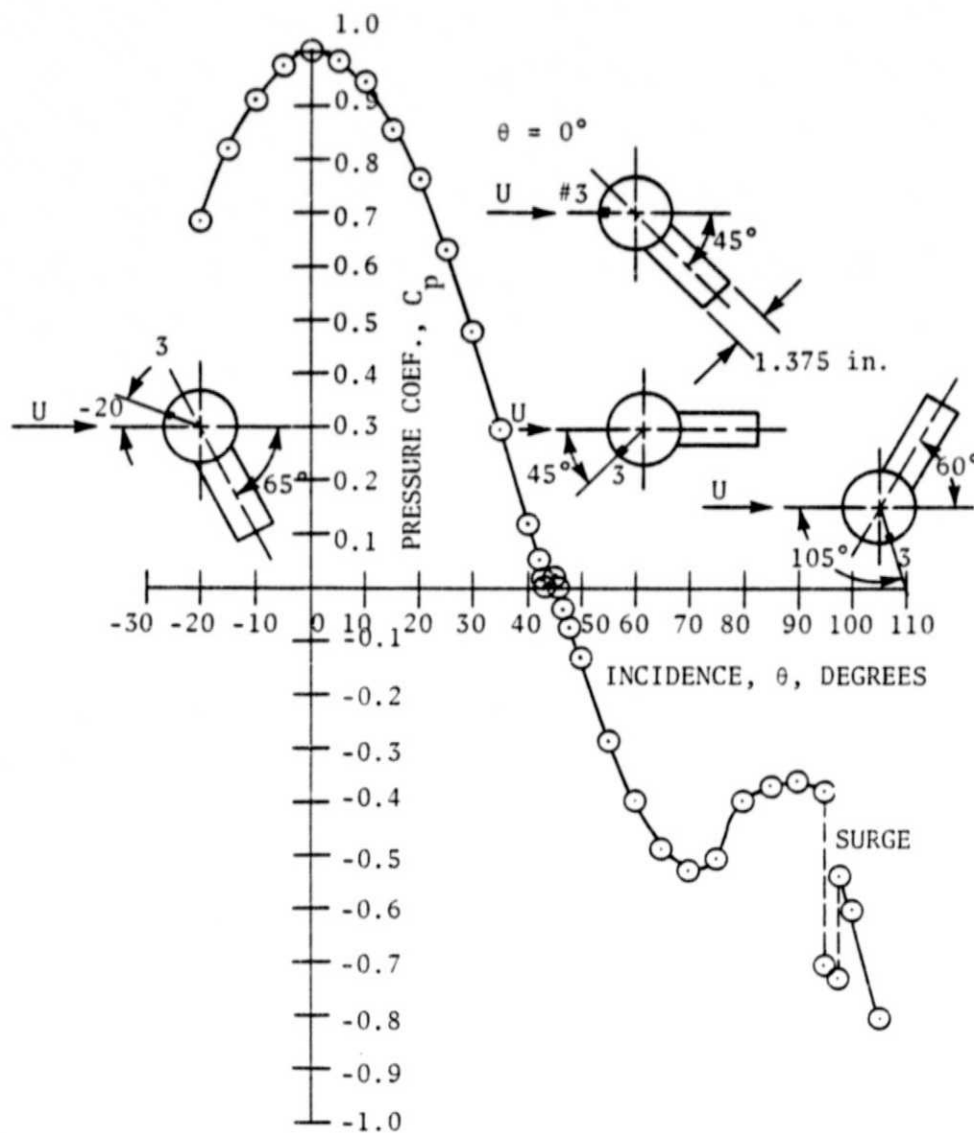 1.0
0.9
0.8
0.7
0.6
0.5
0.4
0.3
0.2
0.1
PRESSURE COEF., Cp
θ = 0°
U #3
45°
1.375 in.
3
U -20
65°
U
45°
3
60°
U
105°
3
-30 -20 -10 0 10 20 30 40 50 60 70 80 90 100 110
INCIDENCE, θ, DEGREES
-0.1
-0.2
-0.3
-0.4
-0.5
-0.6
-0.7
-0.8
-0.9
-1.0
SURGE